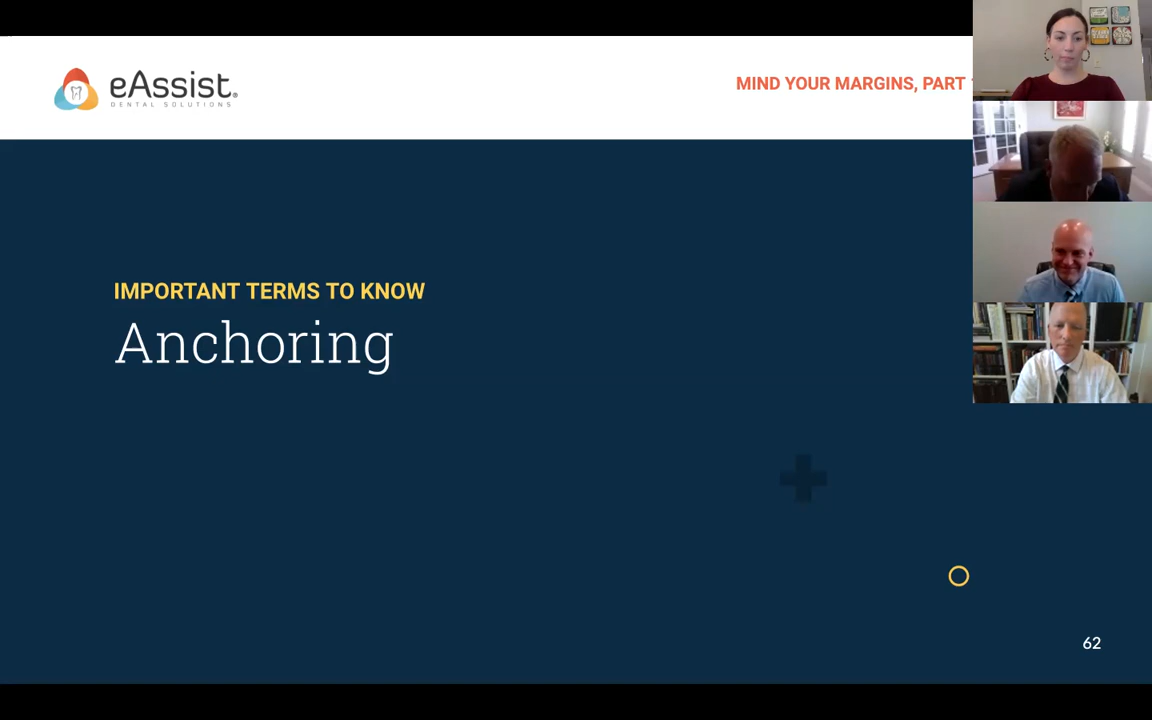 eAssist®
DENTAL SOLUTIONS
MIND YOUR MARGINS, PART
IMPORTANT TERMS TO KNOW
Anchoring
62